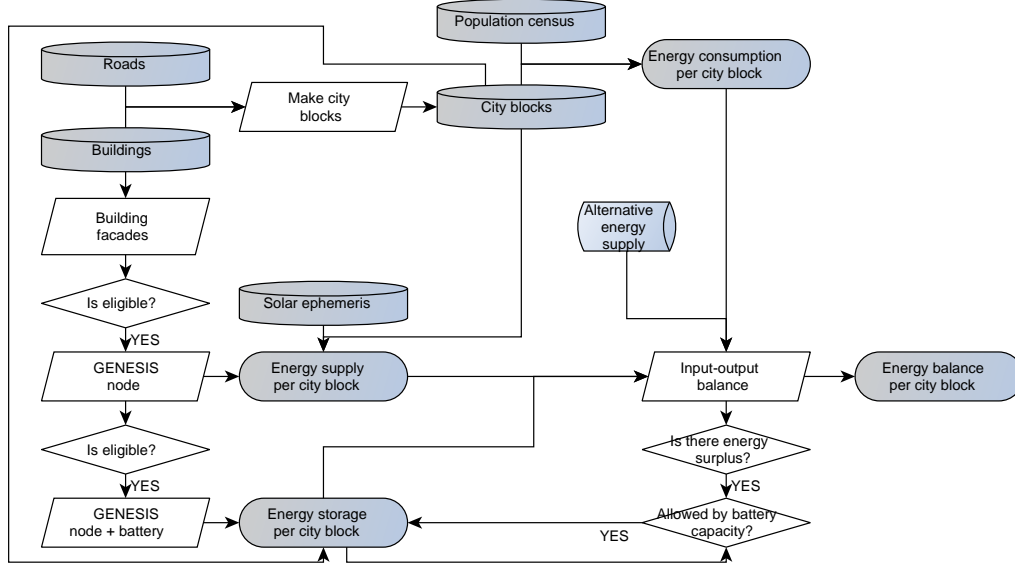 Population census
Roads
Energy consumption
per city block
Make city
blocks
City blocks
Buildings
Building
facades
Alternative
energy
supply
Is eligible?
Solar ephemeris
YES
GENESIS
node
Energy supply
per city block
Input-output
balance
Energy balance
per city block
Is eligible?
Is there energy
surplus?
YES
YES
GENESIS
node + battery
Energy storage
per city block
Allowed by battery
capacity?
YES